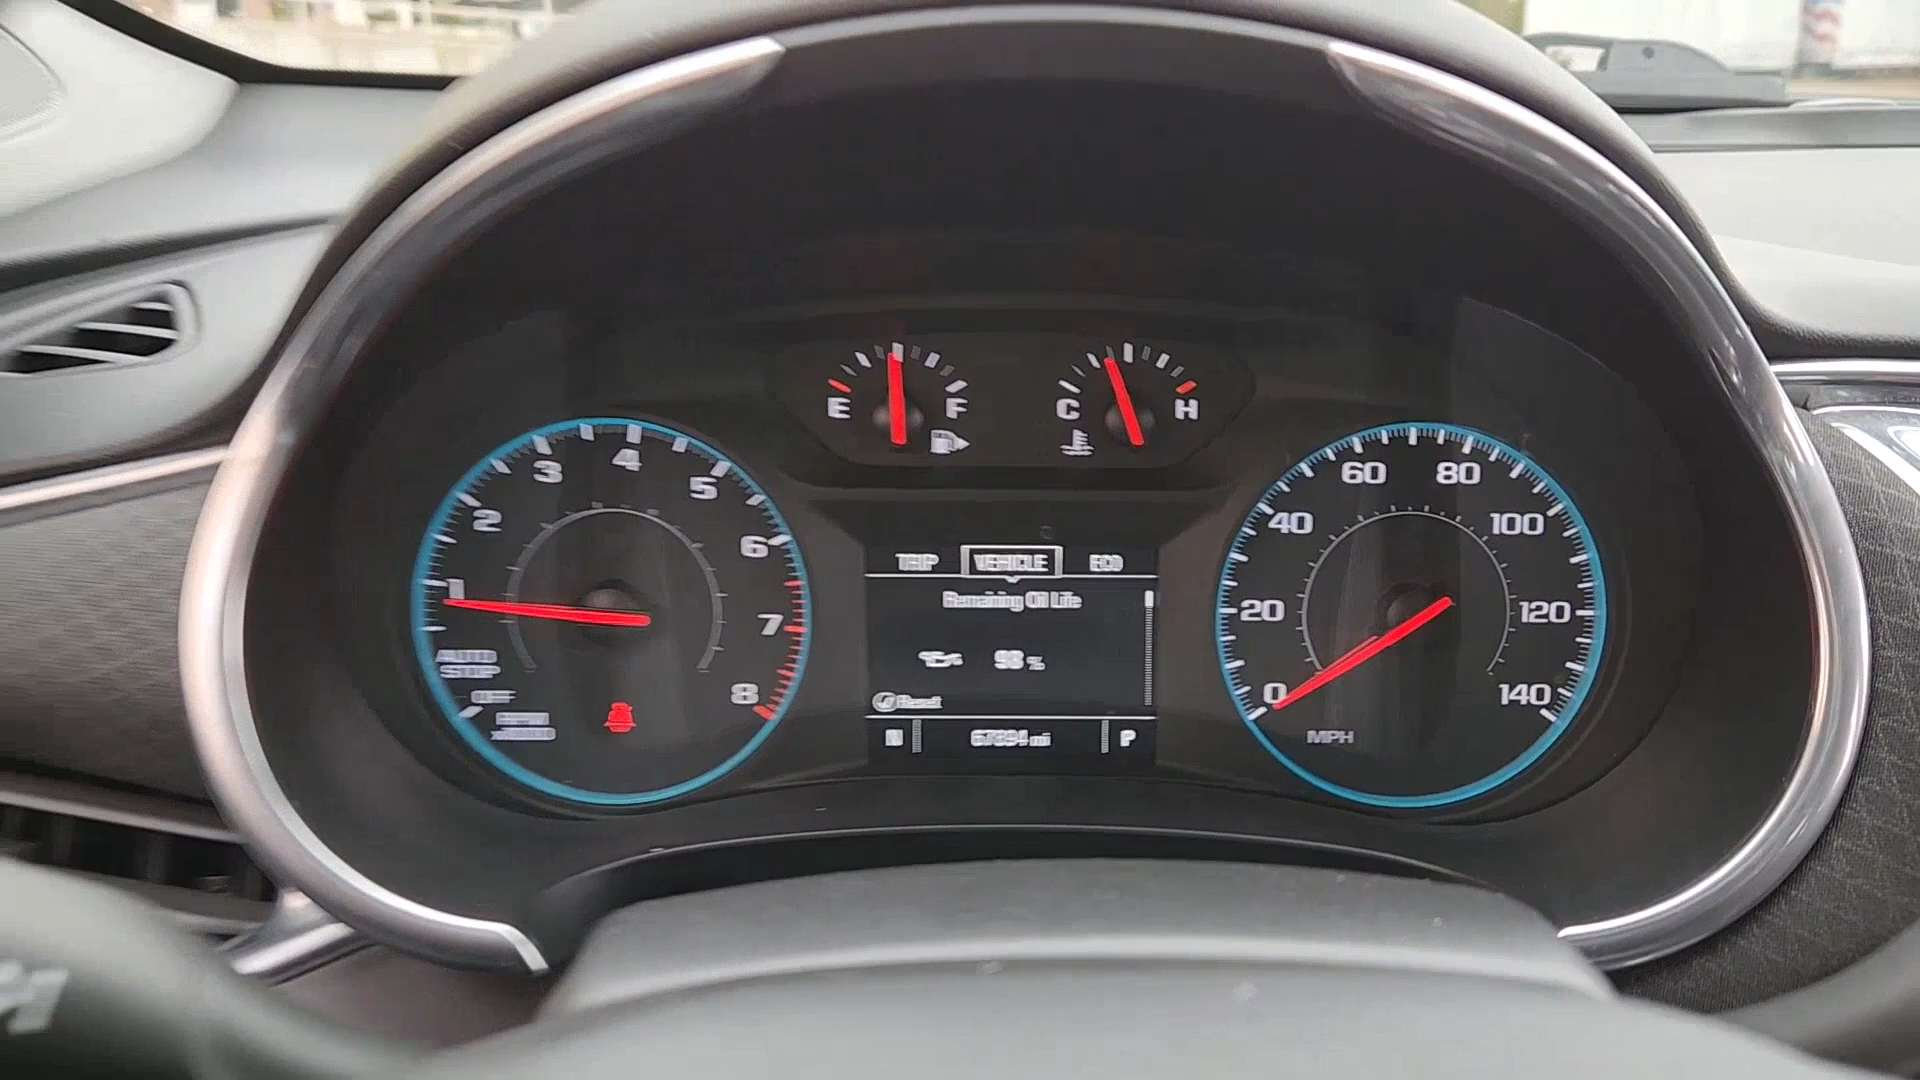 E F
C H
1 2 3 4 5 6 7 8
AUTO
STOP
OFF
TRIP VEHICLE ECO
Remaining Oil Life
98 %
Reset
N 67894 mi P
0 20 40 60 80 100 120 140
MPH